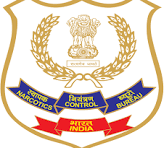 स्वापक नियंत्रण ब्यूरो
NARCOTICS CONTROL BUREAU
भारत
INDIA